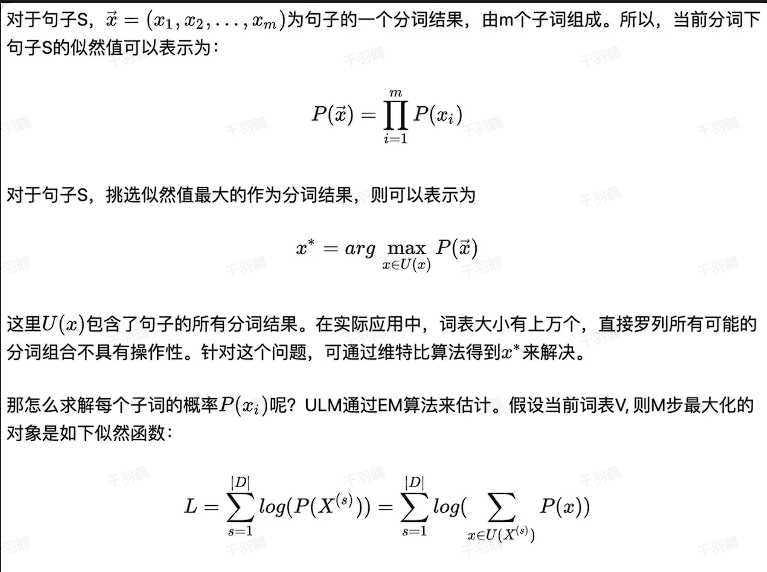 对于句子S，$\vec{x} = (x_1, x_2, \ldots, x_m)$为句子的一个分词结果，由m个子词组成。所以，当前分词下
句子S的似然值可以表示为：
$P(\vec{x}) = \prod_{i=1}^{m} P(x_i)$
对于句子S，挑选似然值最大的作为分词结果，则可以表示为
$x^* = arg \max_{x \in U(x)} P(\vec{x})$
这里$U(x)$包含了句子的所有分词结果。在实际应用中，词表大小有上万个，直接罗列所有可能的
分词组合不具有操作性。针对这个问题，可通过维特比算法得到$x^*$来解决。
那怎么求解每个子词的概率$P(x_i)$呢？ULM通过EM算法来估计。假设当前词表V, 则M步最大化的
对象是如下似然函数：
$L = \sum_{s=1}^{|D|} log(P(X^{(s)})) = \sum_{s=1}^{|D|} log(\sum_{x \in U(X^{(s)})} P(x))$
千羽鹤